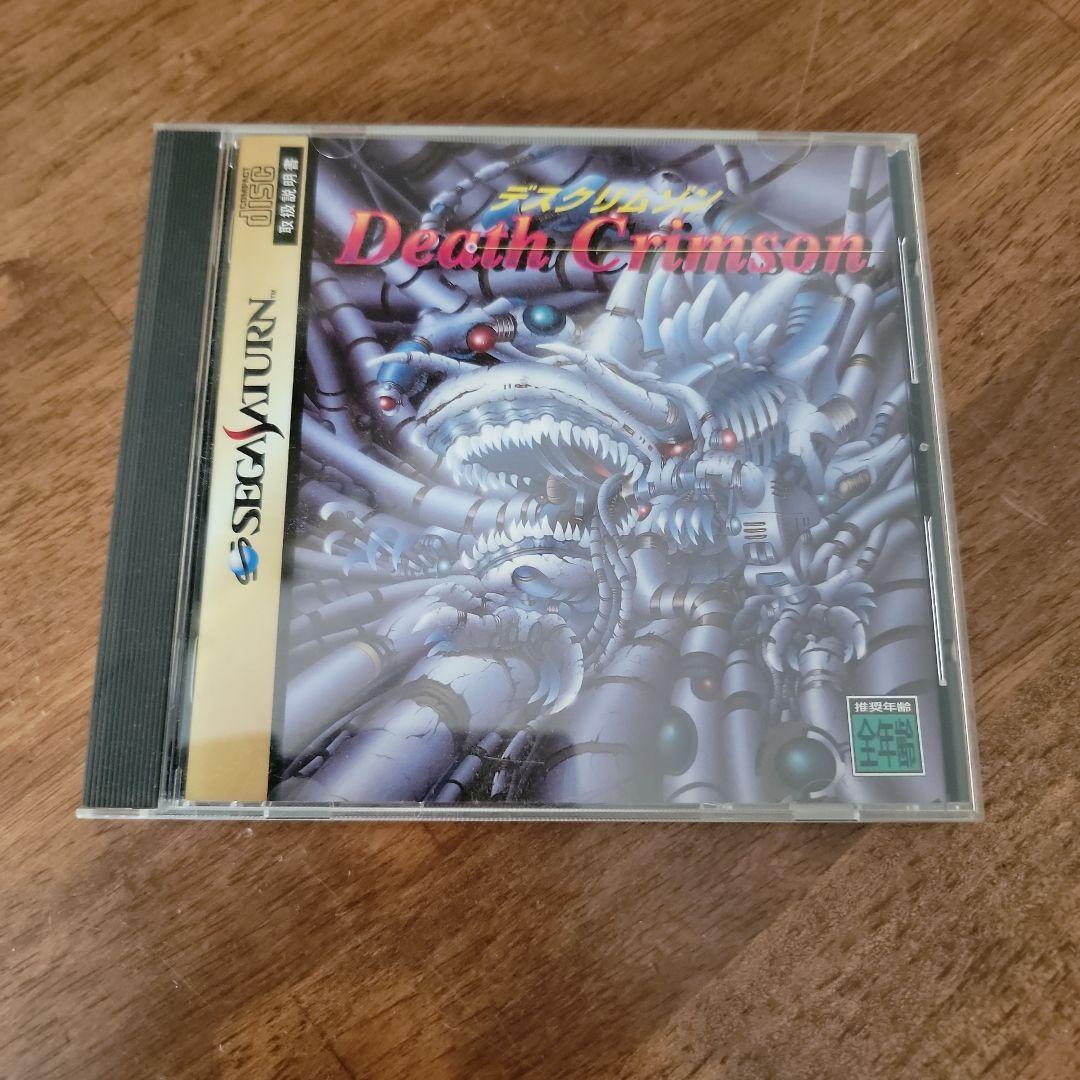 COMPACT
disc
取扱説明書
SEGA SATURN™
デスクリムゾン
Death Crimson
推奨年齢
全年齢